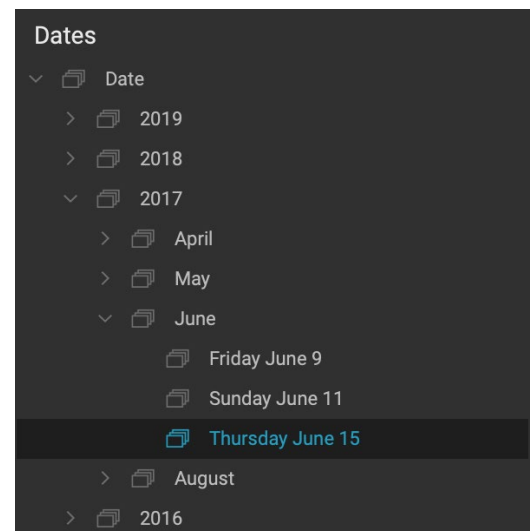 Dates
Date
2019
2018
2017
April
May
June
Friday June 9
Sunday June 11
Thursday June 15
August
2016